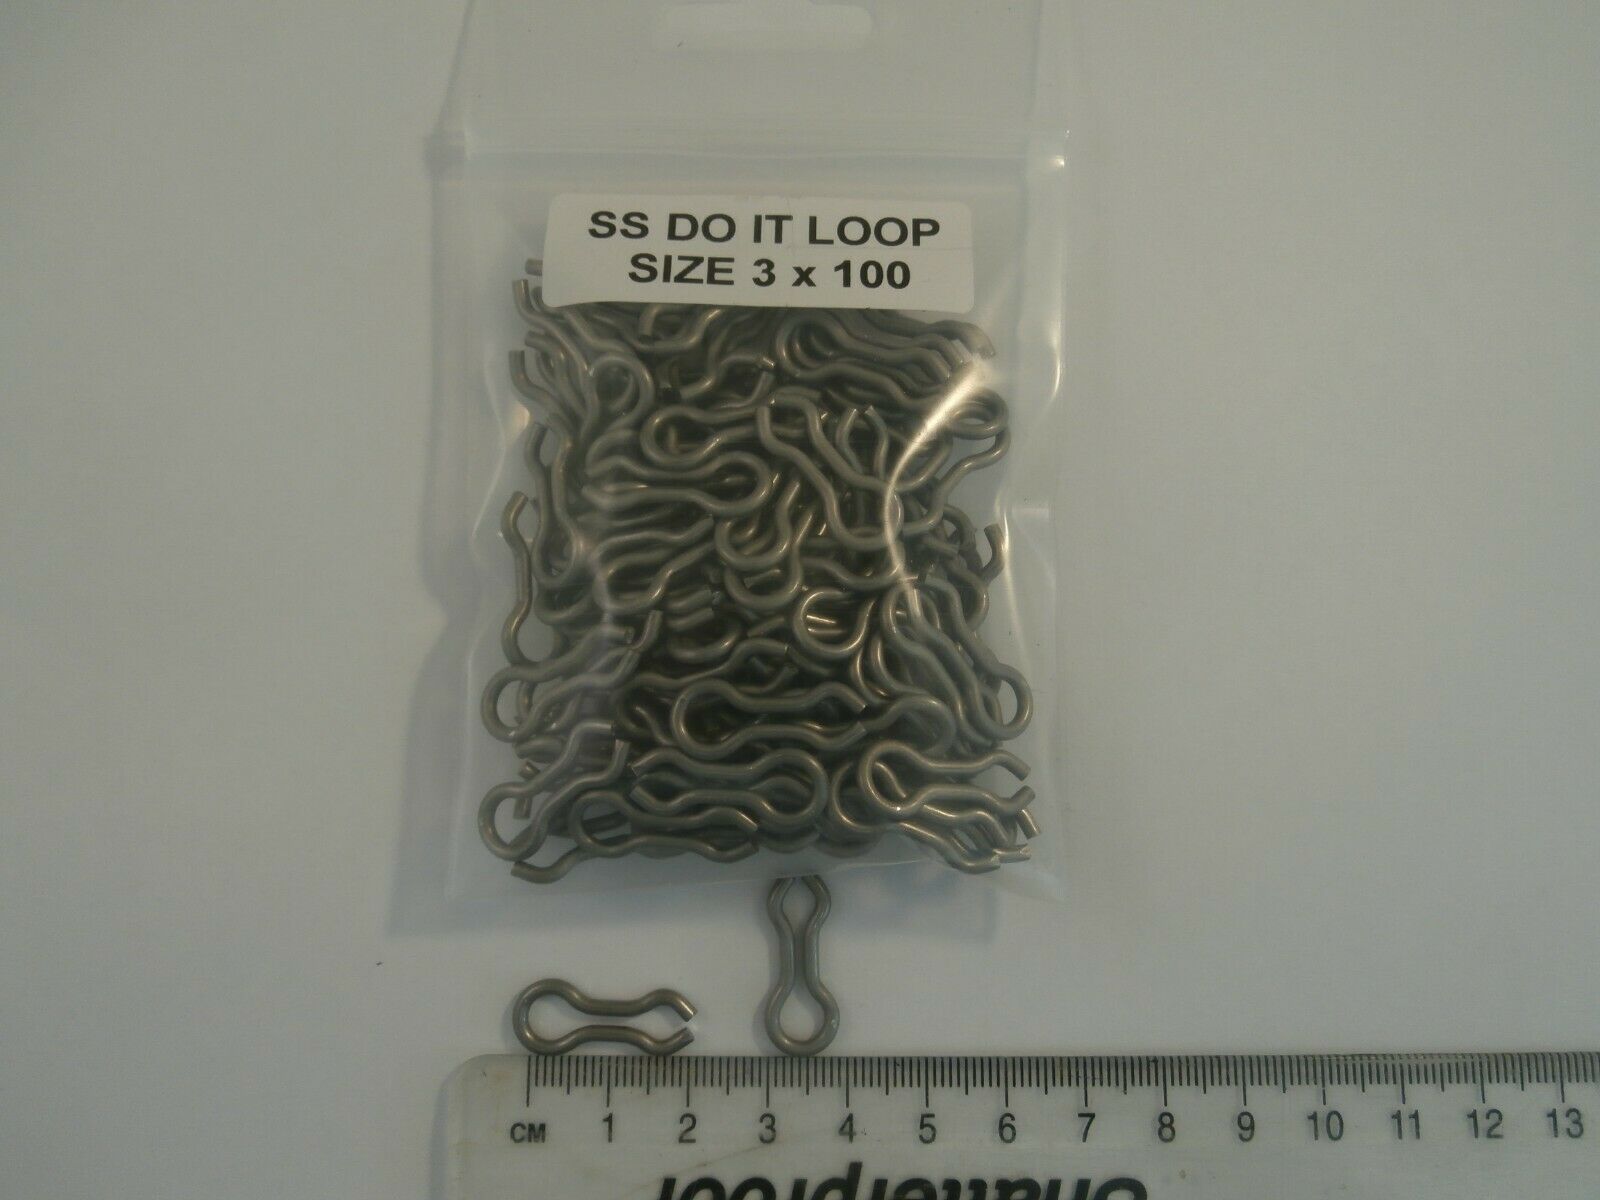 SS DO IT LOOP
SIZE 3 x 100
CM 1 2 3 4 5 6 7 8 9 10 11 12 13
Shatterproof